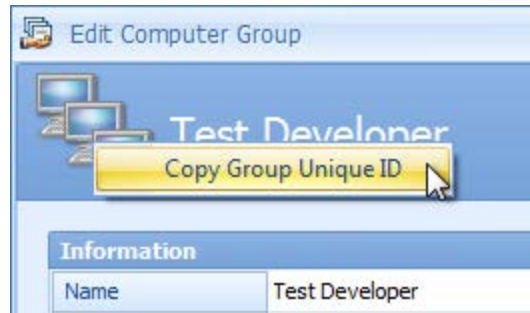 Edit Computer Group
Test Developer
Copy Group Unique ID
Information
Name Test Developer